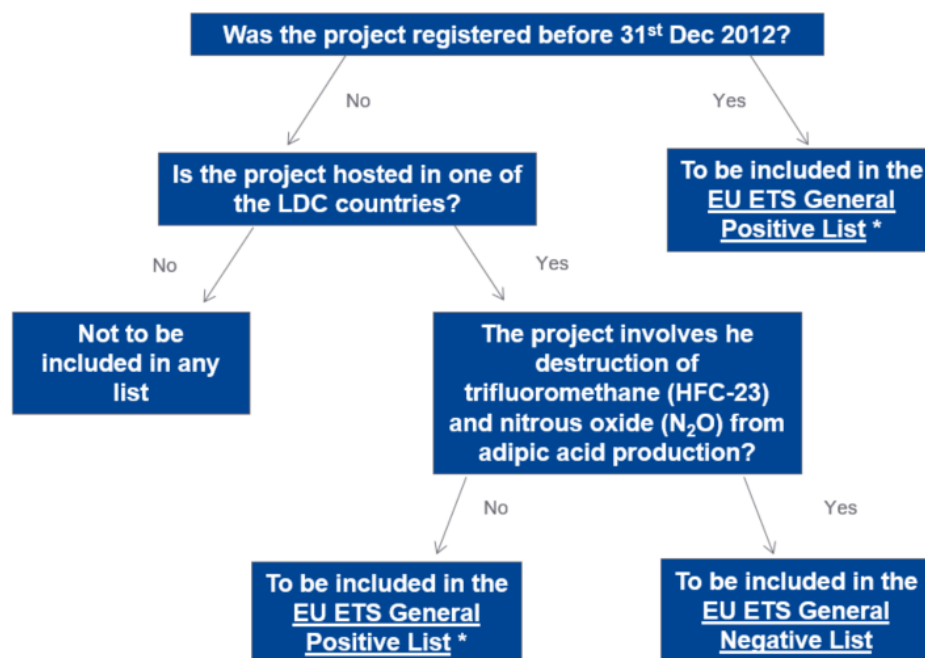 Was the project registered before 31st Dec 2012?
No
Yes
Is the project hosted in one of
the LDC countries?
To be included in the
EU ETS General
Positive List *
No
Yes
Not to be
included in any
list
The project involves he
destruction of
trifluoromethane (HFC-23)
and nitrous oxide (N₂O) from
adipic acid production?
No
Yes
To be included in the
EU ETS General
Positive List *
To be included in the
EU ETS General
Negative List